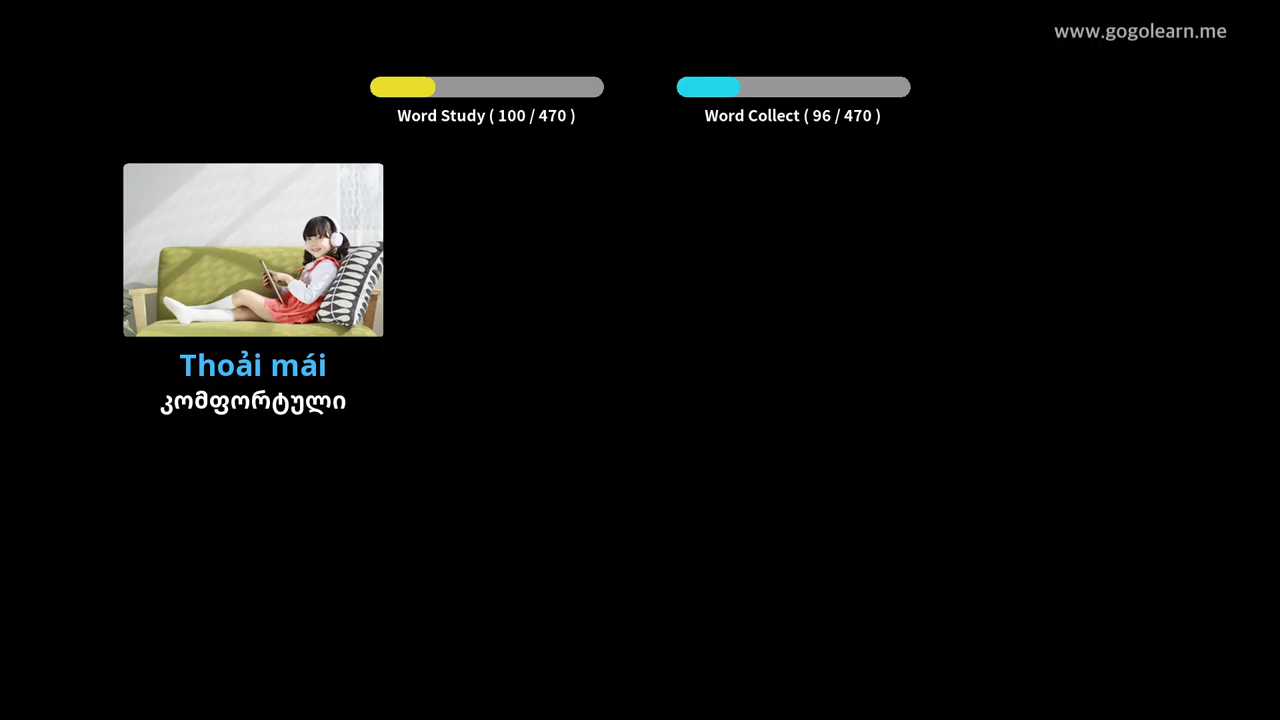 www.gogolearn.me
Word Study ( 100 / 470 )
Word Collect ( 96 / 470 )
Thoải mái
კომფორტული